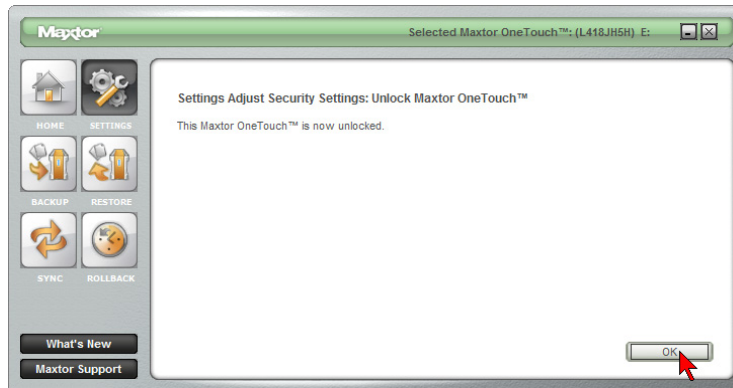 Maxtor
Selected Maxtor OneTouch™: (L418JH5H) E:
HOME SETTINGS
BACKUP RESTORE
SYNC ROLLBACK
What's New
Maxtor Support
Settings Adjust Security Settings: Unlock Maxtor OneTouch™
This Maxtor OneTouch™ is now unlocked.
OK